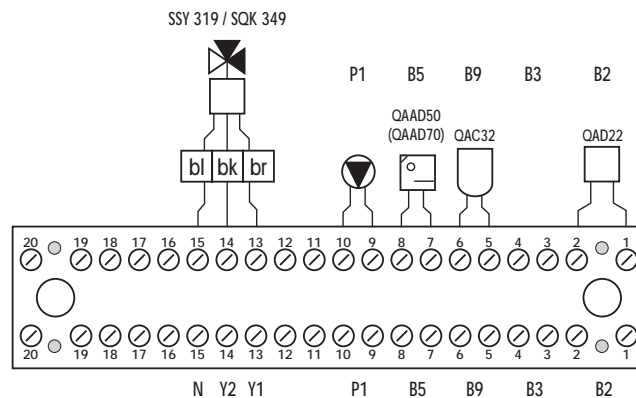 SSY 319 / SQK 349
P1 B5 B9 B3 B2
QAAD50
(QAAD70) QAC32 QAD22
bl bk br
20 19 18 17 16 15 14 13 12 11 10 9 8 7 6 5 4 3 2 1
20 19 18 17 16 15 14 13 12 11 10 9 8 7 6 5 4 3 2 1
N Y2 Y1 P1 B5 B9 B3 B2